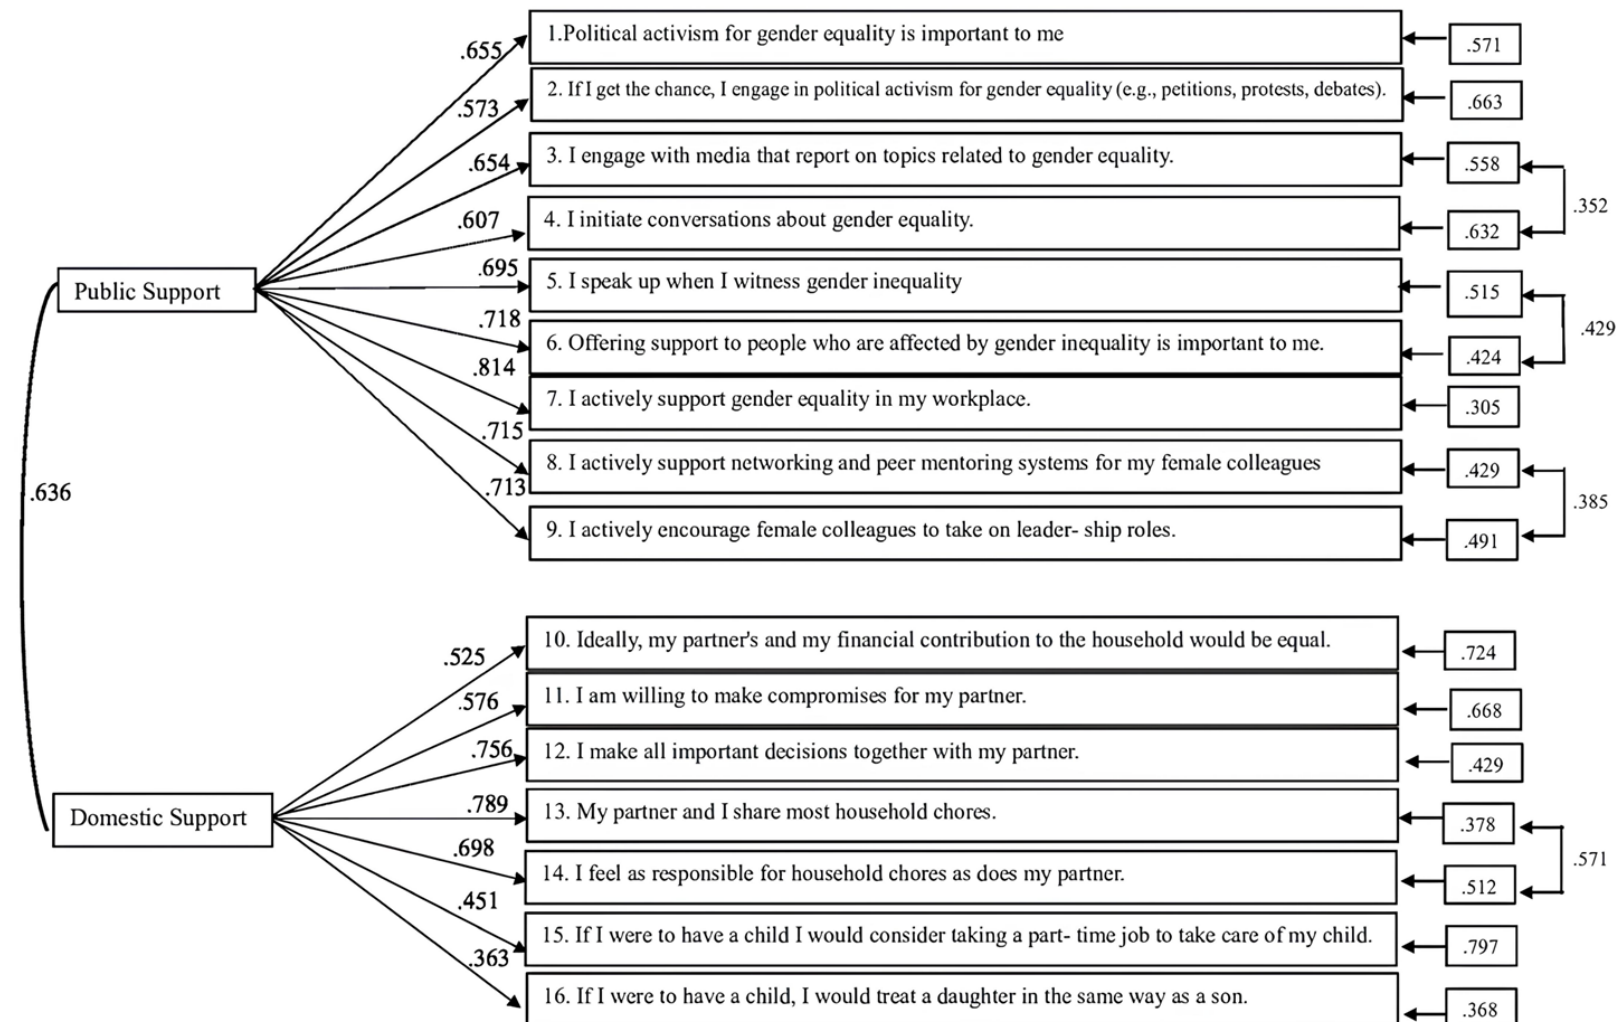 .655
1.Political activism for gender equality is important to me
.571
.573
2. If I get the chance, I engage in political activism for gender equality (e.g., petitions, protests, debates).
.663
.654
3. I engage with media that report on topics related to gender equality.
.558
.352
.607
4. I initiate conversations about gender equality.
.632
Public Support
.695
5. I speak up when I witness gender inequality
.515
.429
.718
6. Offering support to people who are affected by gender inequality is important to me.
.424
.814
7. I actively support gender equality in my workplace.
.305
.715
8. I actively support networking and peer mentoring systems for my female colleagues
.429
.385
.713
9. I actively encourage female colleagues to take on leader- ship roles.
.491
.636
.525
10. Ideally, my partner's and my financial contribution to the household would be equal.
.724
.576
11. I am willing to make compromises for my partner.
.668
.756
12. I make all important decisions together with my partner.
.429
Domestic Support
.789
13. My partner and I share most household chores.
.378
.571
.698
14. I feel as responsible for household chores as does my partner.
.512
.451
15. If I were to have a child I would consider taking a part- time job to take care of my child.
.797
.363
16. If I were to have a child, I would treat a daughter in the same way as a son.
.368